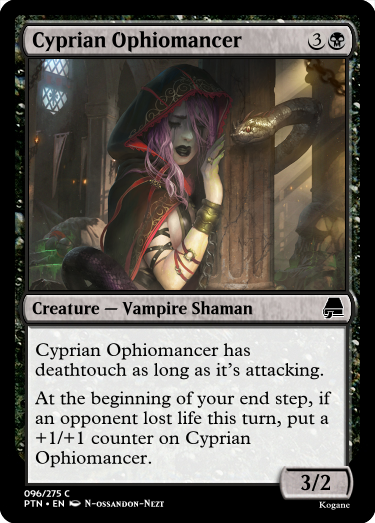 Cyprian Ophiomancer 3
Creature — Vampire Shaman
Cyprian Ophiomancer has
deathtouch as long as it's attacking.
At the beginning of your end step, if
an opponent lost life this turn, put a
+1/+1 counter on Cyprian
Ophiomancer.
3/2
096/275 C
PTN • EN N-ossandon-Nezt
Kogane